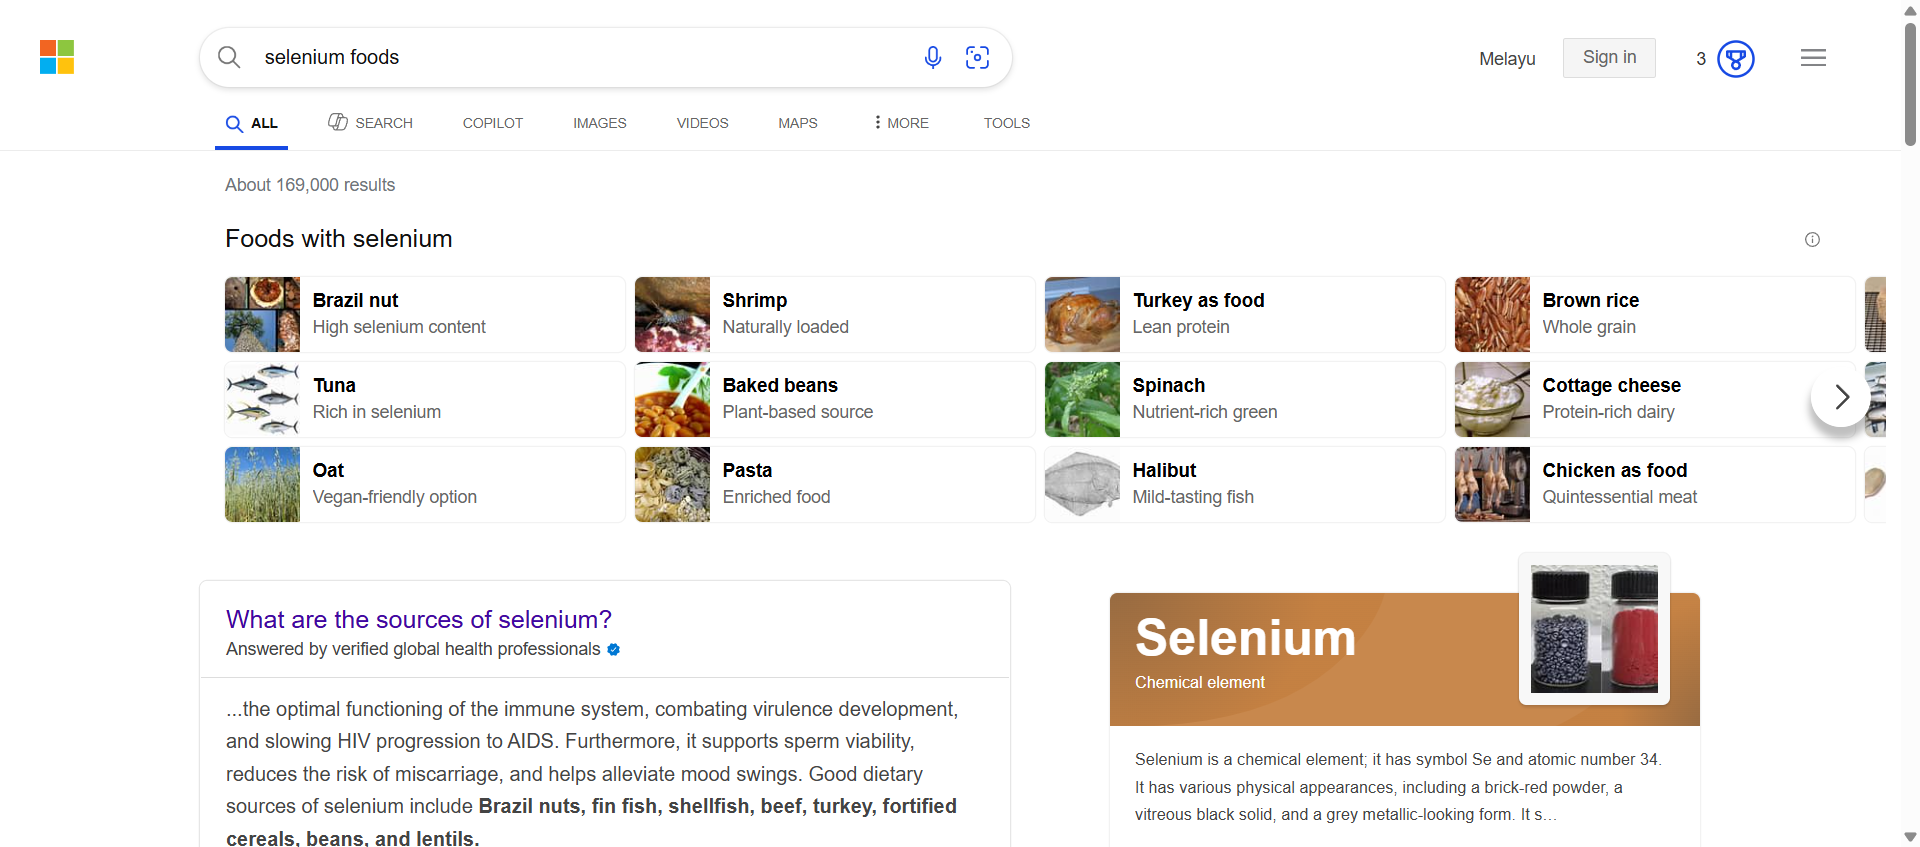 selenium foods
Melayu
Sign in
3
ALL
SEARCH
COPILOT
IMAGES
VIDEOS
MAPS
MORE
TOOLS
About 169,000 results
Foods with selenium
Brazil nut
High selenium content
Shrimp
Naturally loaded
Turkey as food
Lean protein
Brown rice
Whole grain
Tuna
Rich in selenium
Baked beans
Plant-based source
Spinach
Nutrient-rich green
Cottage cheese
Protein-rich dairy
Oat
Vegan-friendly option
Pasta
Enriched food
Halibut
Mild-tasting fish
Chicken as food
Quintessential meat
What are the sources of selenium?
Answered by verified global health professionals
...the optimal functioning of the immune system, combating virulence development,
and slowing HIV progression to AIDS. Furthermore, it supports sperm viability,
reduces the risk of miscarriage, and helps alleviate mood swings. Good dietary
sources of selenium include Brazil nuts, fin fish, shellfish, beef, turkey, fortified
cereals, beans, and lentils.
Selenium
Chemical element
Selenium is a chemical element; it has symbol Se and atomic number 34.
It has various physical appearances, including a brick-red powder, a
vitreous black solid, and a grey metallic-looking form. It s...